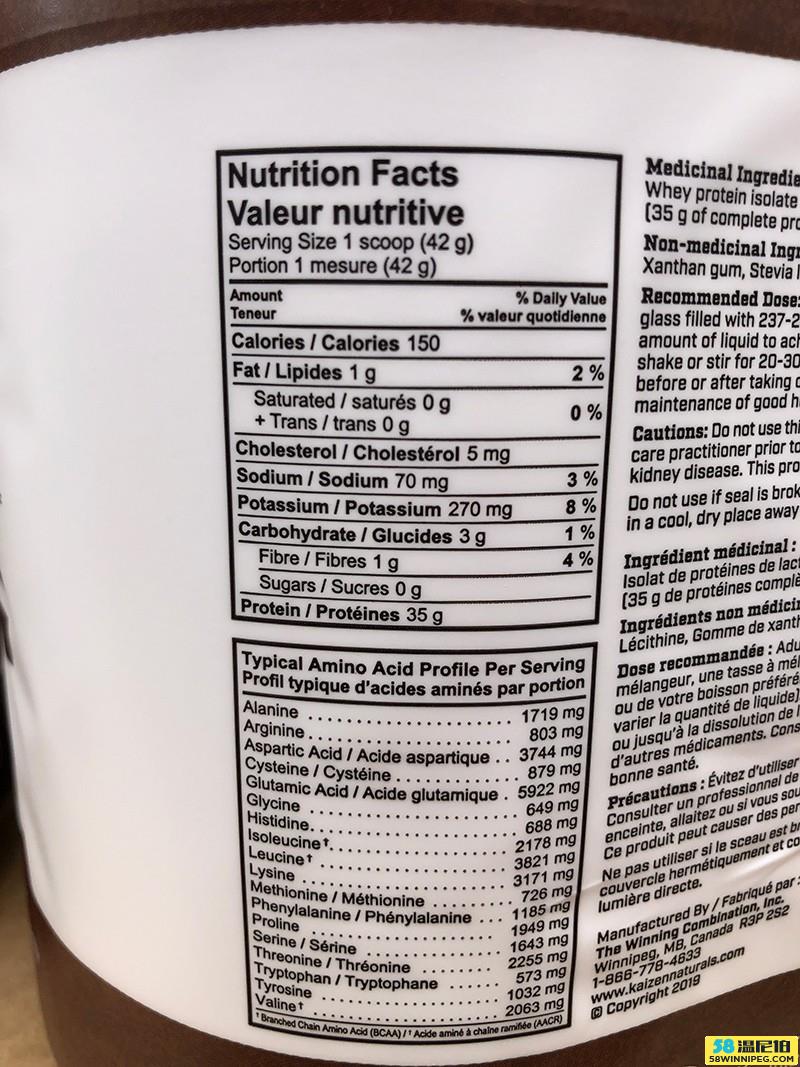 Nutrition Facts
Valeur nutritive
Serving Size 1 scoop (42 g)
Portion 1 mesure (42 g)
Amount % Daily Value
Teneur % valeur quotidienne
Calories / Calories 150
Fat / Lipides 1 g 2 %
Saturated / saturés 0 g
+ Trans / trans 0 g 0 %
Cholesterol / Cholestérol 5 mg
Sodium / Sodium 70 mg 3 %
Potassium / Potassium 270 mg 8 %
Carbohydrate / Glucides 3 g 1 %
Fibre / Fibres 1 g 4 %
Sugars / Sucres 0 g
Protein / Protéines 35 g
Typical Amino Acid Profile Per Serving
Profil typique d'acides aminés par portion
Alanine 1719 mg
Arginine 803 mg
Aspartic Acid / Acide aspartique 3744 mg
Cysteine / Cystéine 879 mg
Glutamic Acid / Acide glutamique 5922 mg
Glycine 649 mg
Histidine 688 mg
Isoleucine† 2178 mg
Leucine† 3821 mg
Lysine 3171 mg
Methionine / Méthionine 726 mg
Phenylalanine / Phénylalanine 1185 mg
Proline 1949 mg
Serine / Sérine 1643 mg
Threonine / Thréonine 2255 mg
Tryptophan / Tryptophane 573 mg
Tyrosine 1032 mg
Valine† 2063 mg
† Branched Chain Amino Acid (BCAA) / † Acide aminé à chaîne ramifiée (AACR)
Medicinal Ingredie
Whey protein isolate
(35 g of complete pro
Non-medicinal Ingr
Xanthan gum, Stevia l
Recommended Dose:
glass filled with 237-2
amount of liquid to ach
shake or stir for 20-30
before or after taking o
maintenance of good h
Cautions: Do not use thi
care practitioner prior to
kidney disease. This pro
Do not use if seal is brok
in a cool, dry place away
Ingrédient médicinal :
Isolat de protéines de lact
(35 g de protéines complè
Ingrédients non médicin
Lécithine, Gomme de xanth
Dose recommandée : Adu
mélangeur, une tasse à mél
ou de votre boisson préféré
varier la quantité de liquide)
ou jusqu'à la dissolution de l
d'autres médicaments. Cons
bonne santé.
Précautions : Évitez d'utiliser
Consulter un professionnel de
enceinte, allaitez ou si vous sou
Ce produit peut causer des per
Ne pas utiliser si le sceau est br
couvercle hermétiquement et co
lumière directe.
Manufactured By / Fabriqué par :
The Winning Combination, Inc.
Winnipeg, MB, Canada R3P 2S2
1-866-778-4633
www.kaizennaturals.com
© Copyright 2019
58温尼伯
58WINNIPEG.COM